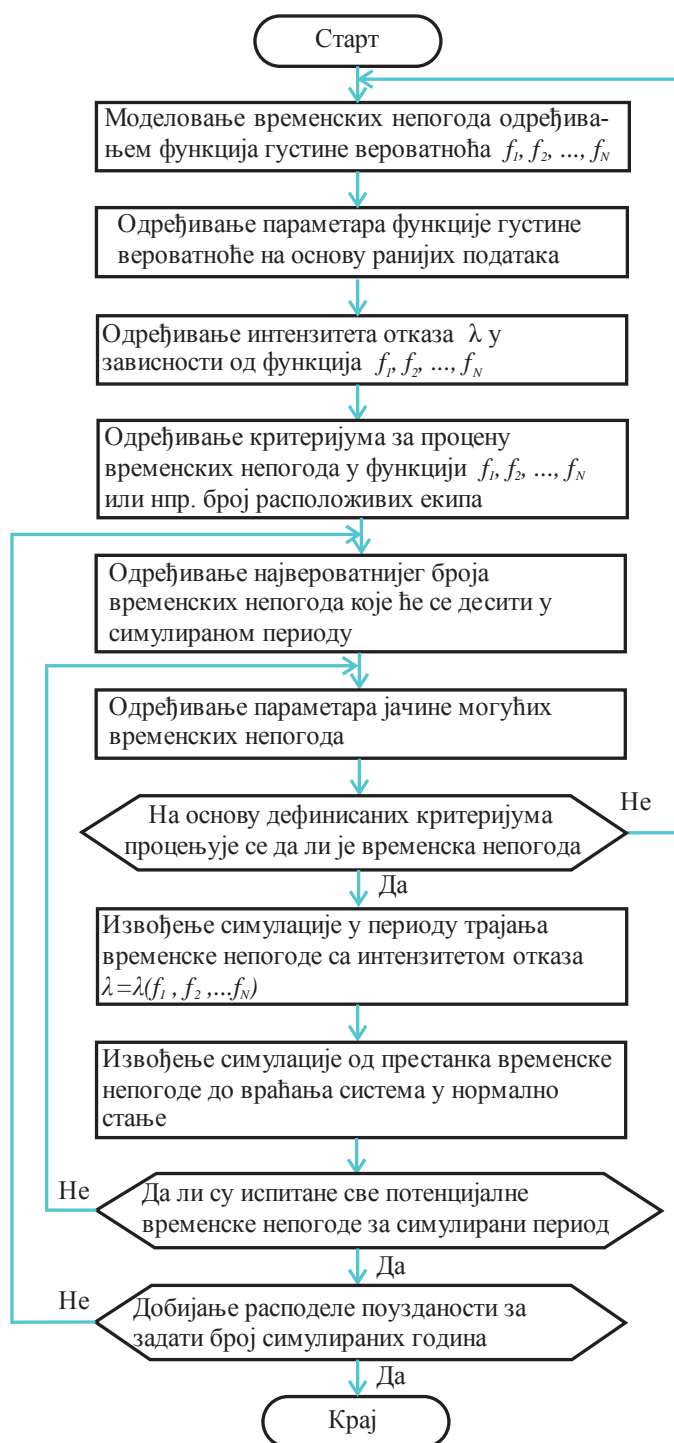 Старт
Моделовање временских непогода одређива-
њем функција густине вероватноћа f₁, f₂, ..., f_N
Одређивање параметара функције густине
вероватноће на основу ранијих података
Одређивање интензитета отказа λ у
зависности од функција f₁, f₂, ..., f_N
Одређивање критеријума за процену
временских непогода у функцији f₁, f₂, ..., f_N
или нпр. број расположивих екипа
Одређивање највероватнијег броја
временских непогода које ће се десити у
симулираном периоду
Одређивање параметара јачине могућих
временских непогода
На основу дефинисаних критеријума
процењује се да ли је временска непогода
Не
Да
Извођење симулације у периоду трајања
временске непогоде са интензитетом отказа
λ=λ(f₁ , f₂ ,...f_N)
Извођење симулације од престанка временске
непогоде до враћања система у нормално
стање
Не
Да ли су испитане све потенцијалне
временске непогоде за симулирани период
Да
Не
Добијање расподеле поузданости за
задати број симулираних година
Да
Крај